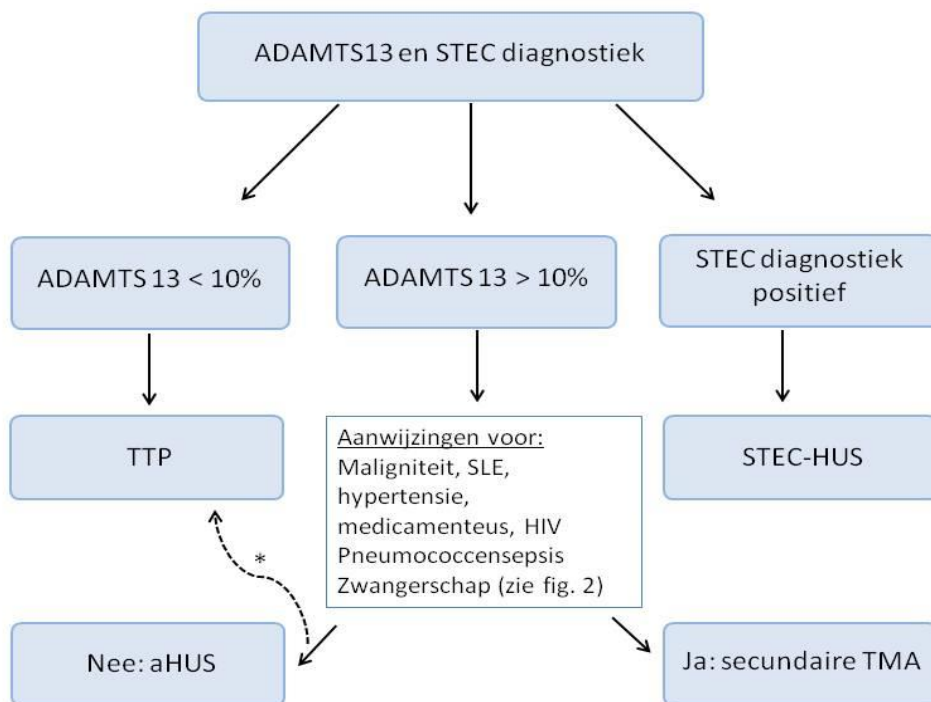 ADAMTS13 en STEC diagnostiek
ADAMTS 13 < 10%
ADAMTS 13 > 10%
STEC diagnostiek
positief
TTP
Aanwijzingen voor:
Maligniteit, SLE,
hypertensie,
medicamenteus, HIV
Pneumococcensepsis
Zwangerschap (zie fig. 2)
STEC-HUS
*
Nee: aHUS
Ja: secundaire TMA